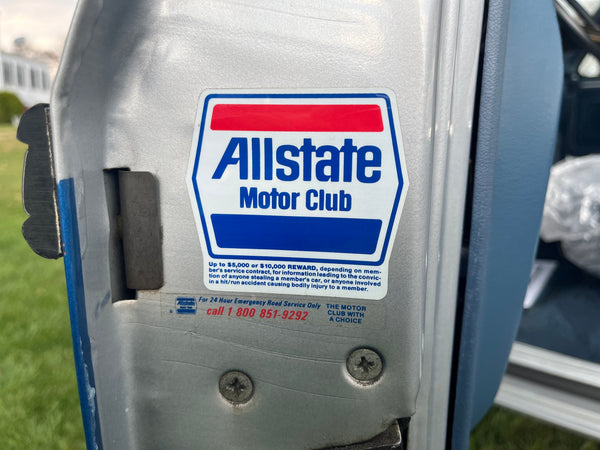 Allstate
Motor Club
Up to $5,000 or $10,000 REWARD, depending on mem-
ber's service contract, for information leading to the convic-
tion of anyone stealing a member's car, or anyone involved
in a hit/run accident causing bodily injury to a member.
For 24 Hour Emergency Road Service Only
call 1 800 851-9292
THE MOTOR
CLUB WITH
A CHOICE